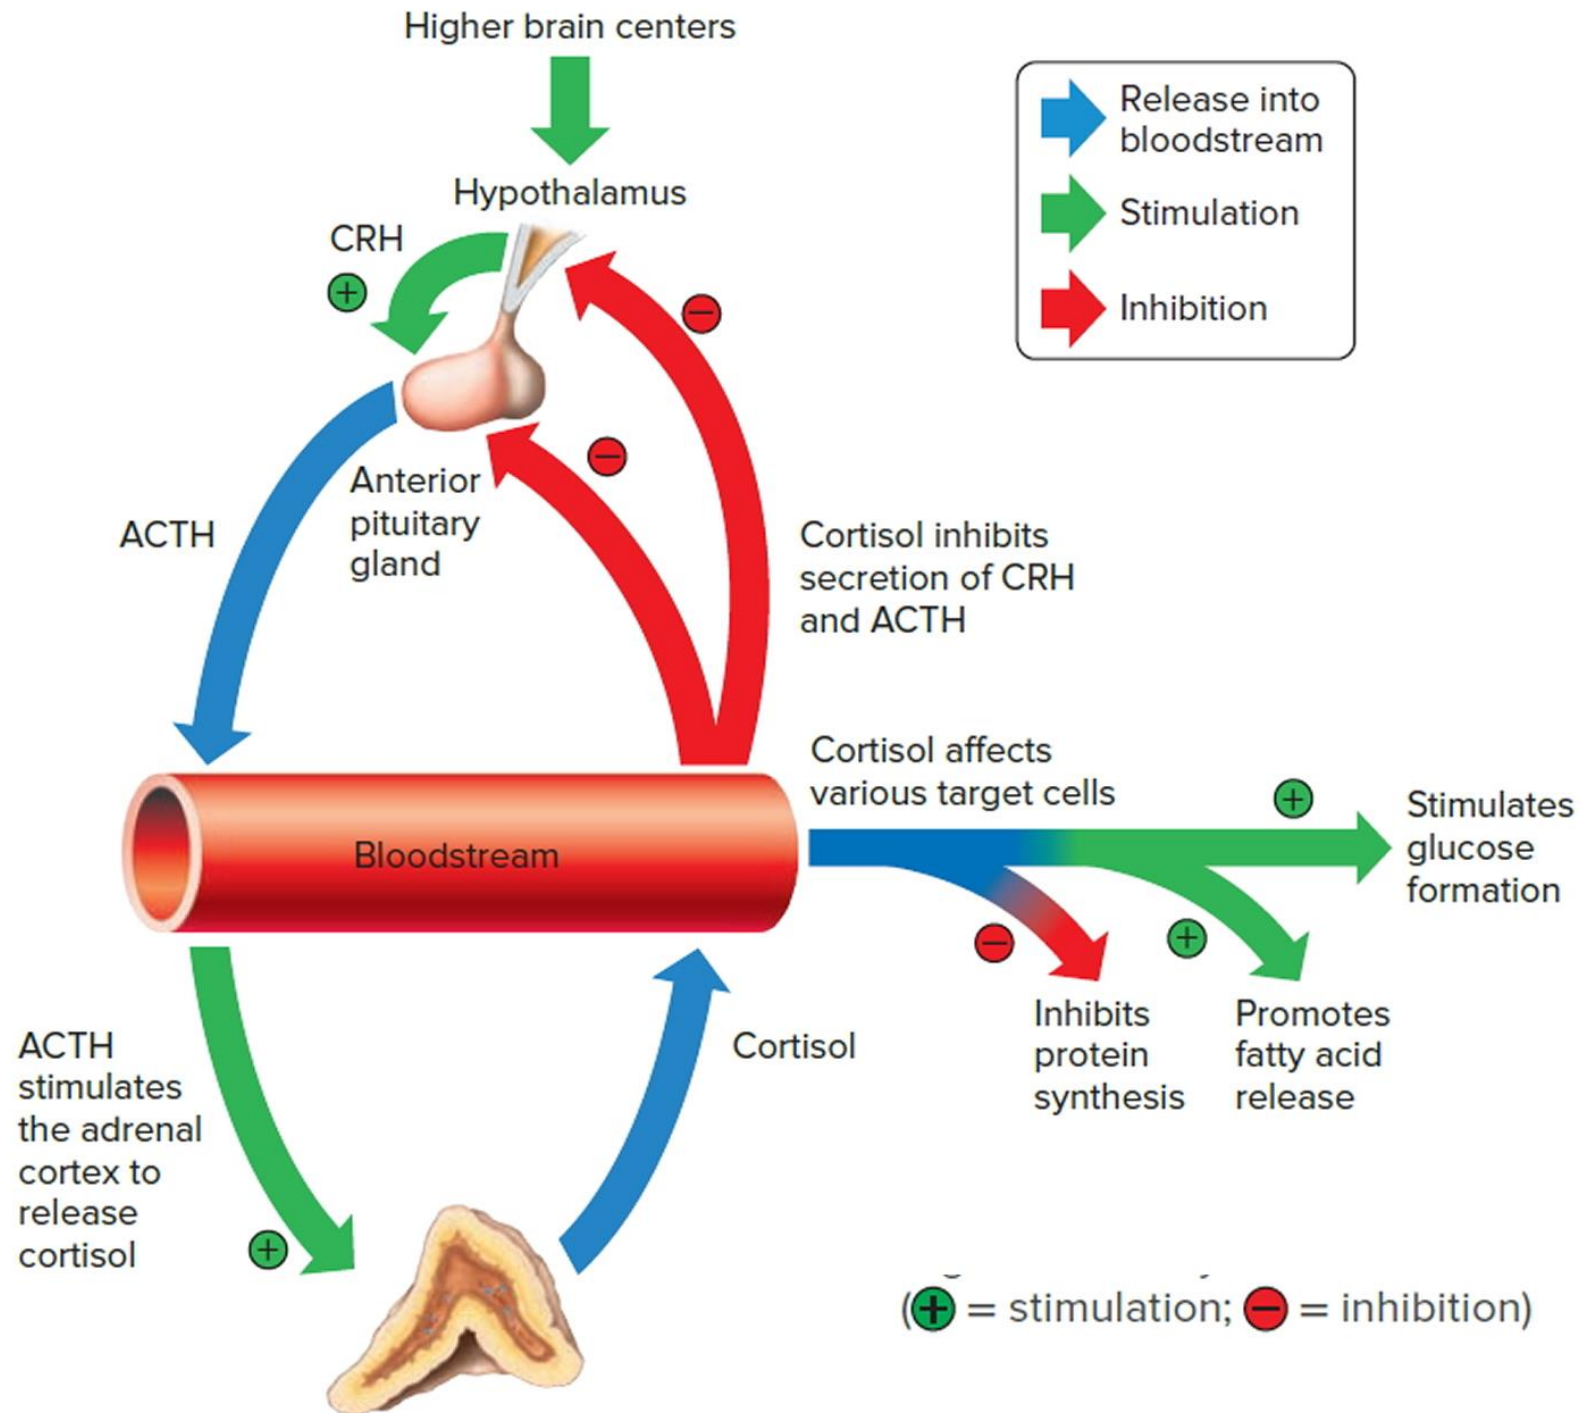 Higher brain centers
Release into
bloodstream
Stimulation
Inhibition
Hypothalamus
CRH
+
−
−
Anterior
pituitary
gland
ACTH
Cortisol inhibits
secretion of CRH
and ACTH
Cortisol affects
various target cells
+
Stimulates
glucose
formation
Bloodstream
−
+
Inhibits
protein
synthesis
Promotes
fatty acid
release
ACTH
stimulates
the adrenal
cortex to
release
cortisol
+
Cortisol
(+ = stimulation; − = inhibition)